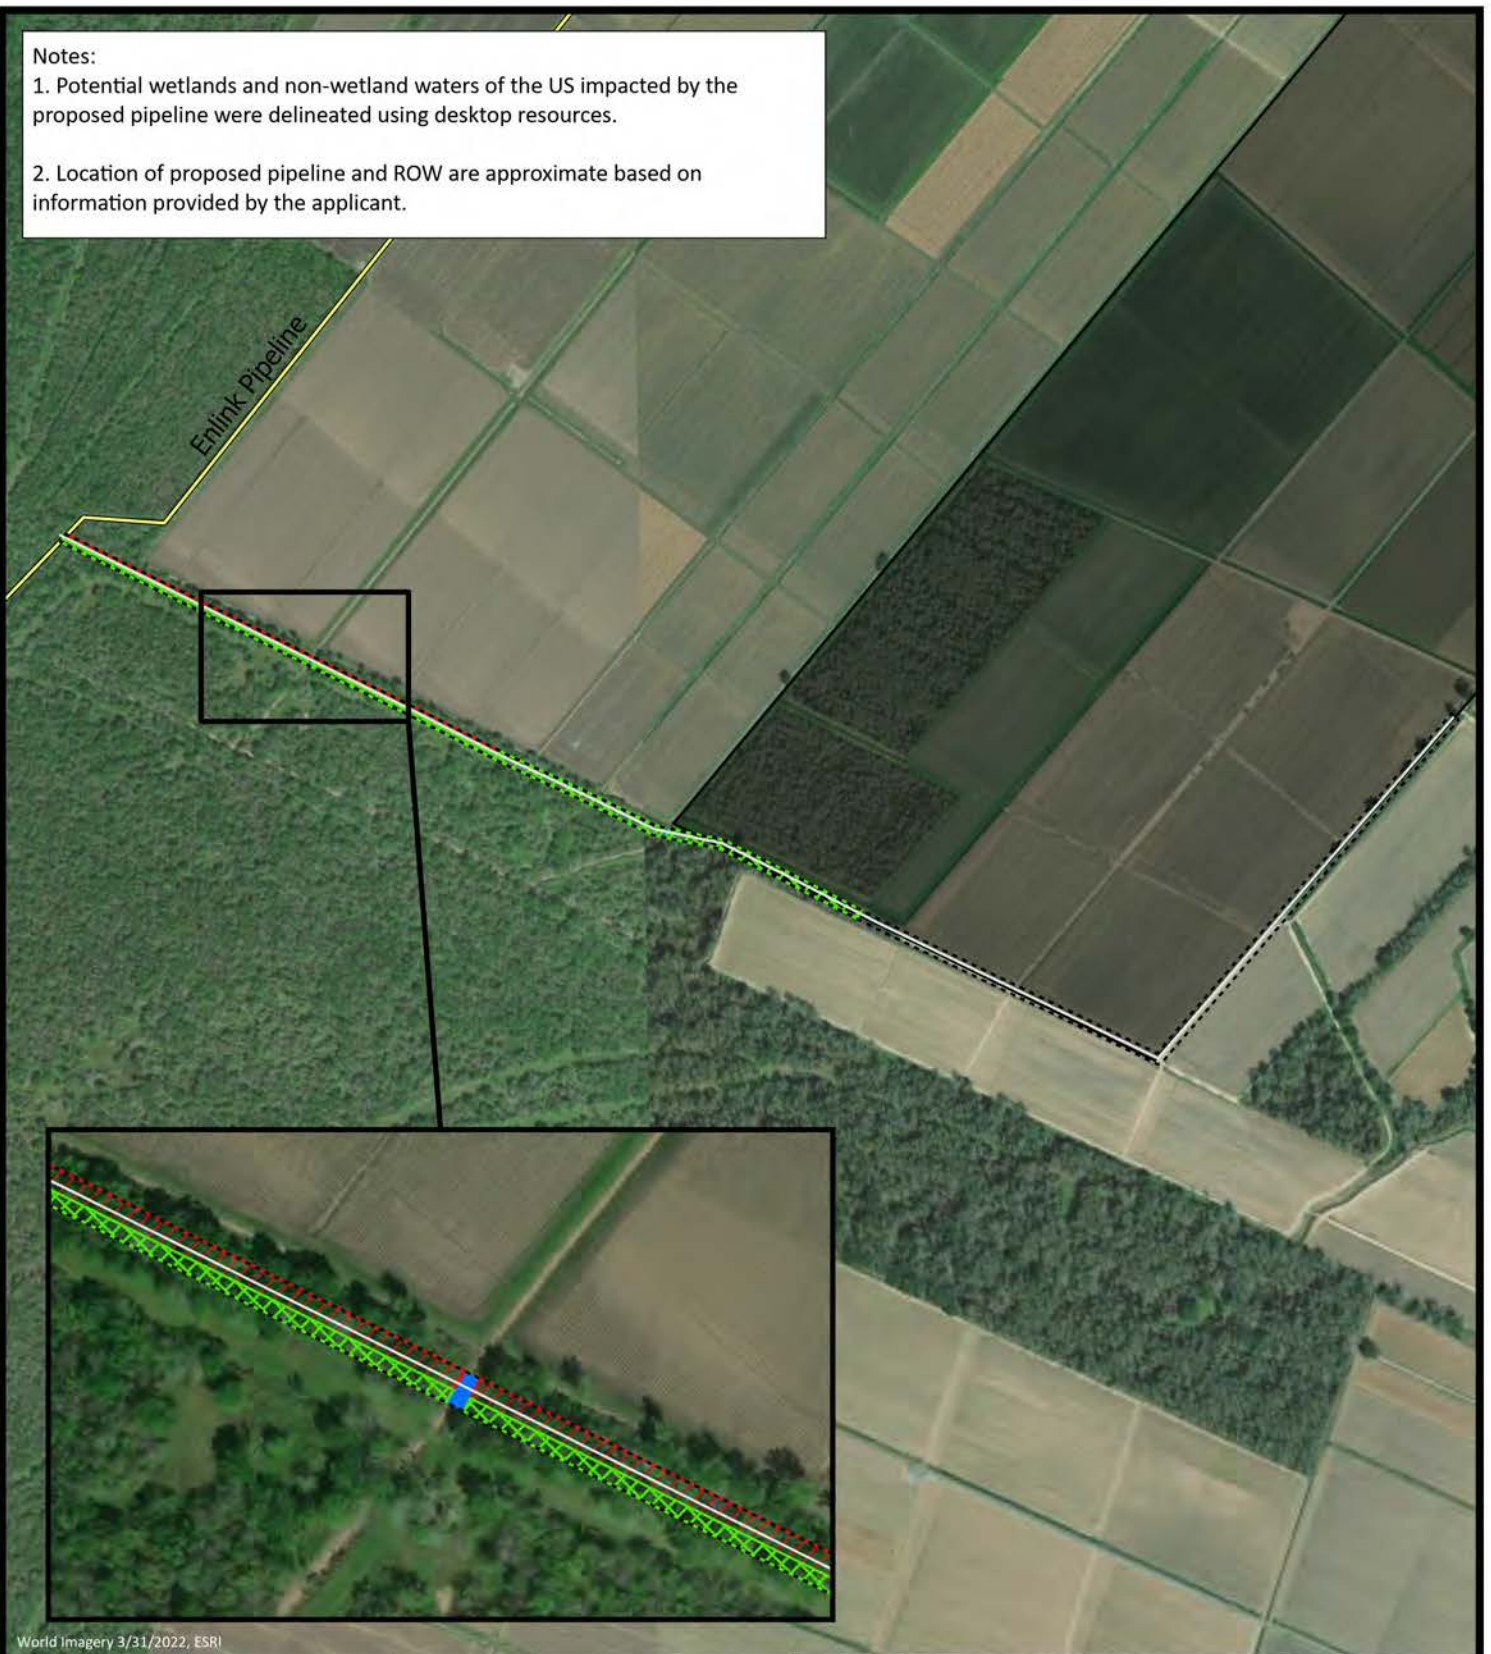 Notes:
1. Potential wetlands and non-wetland waters of the US impacted by the
proposed pipeline were delineated using desktop resources.
2. Location of proposed pipeline and ROW are approximate based on
information provided by the applicant.
Enlink Pipeline
World Imagery 3/31/2022, ESRI